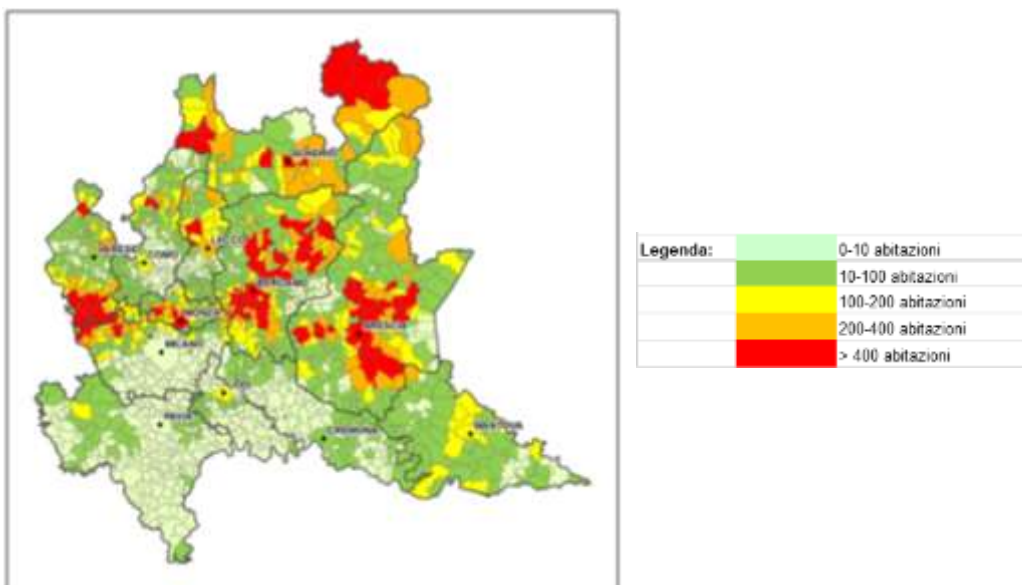 SONDRIO
LECCO
VARESE
COMO
BERGAMO
MONZA
BRESCIA
MILANO
LODI
PAVIA
CREMONA
MANTOVA
Legenda:
0-10 abitazioni
10-100 abitazioni
100-200 abitazioni
200-400 abitazioni
> 400 abitazioni